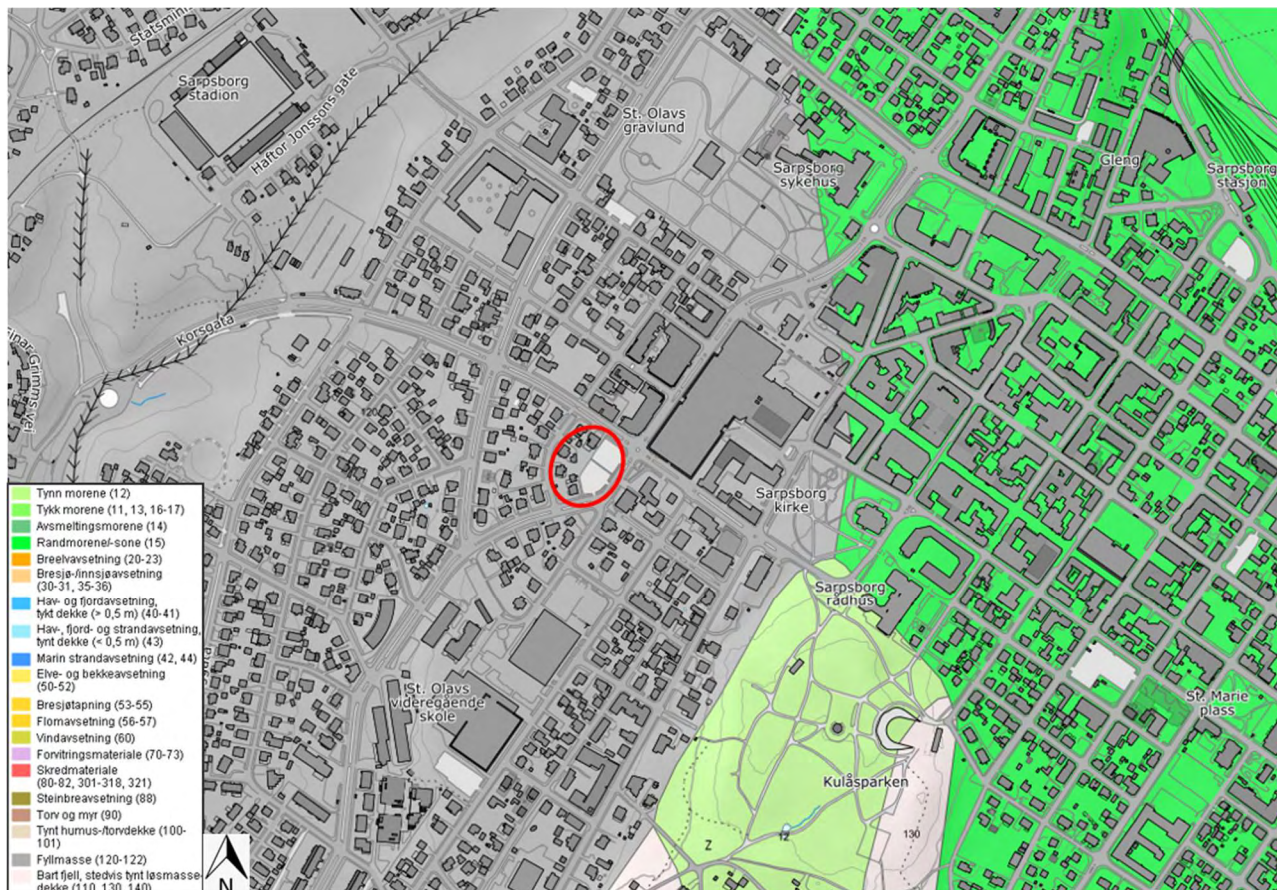 Statsmini
Sarpsborg
stadion
Haftor Jonssons gate
St. Olavs
gravlund
Sarpsborg
sykehus
Gleng
Sarpsborg
stasjon
Korsgata
Grimms vei
120
Sarpsborg
kirke
Sarpsborg
rådhus
St. Olavs
videregående
skole
St. Marie
plass
Kulåsparken
12
130
Z
N
Tynn morene (12)
Tykk morene (11, 13, 16-17)
Avsmeltingsmorene (14)
Randmorene/-sone (15)
Breelvavsetning (20-23)
Bresjø-/innsjøavsetning
(30-31, 35-36)
Hav- og fjordavsetning,
tykt dekke (> 0,5 m) (40-41)
Hav-, fjord- og strandavsetning,
tynt dekke (< 0,5 m) (43)
Marin strandavsetning (42, 44)
Elve- og bekkeavsetning
(50-52)
Bresjøtapning (53-55)
Flomavsetning (56-57)
Vindavsetning (60)
Forvitringsmateriale (70-73)
Skredmateriale
(80-82, 301-318, 321)
Steinbreavsetning (88)
Torv og myr (90)
Tynt humus-/torvdekke (100-
101)
Fyllmasse (120-122)
Bart fjell, stedvis tynt løsmasse-
dekke (110, 130, 140)